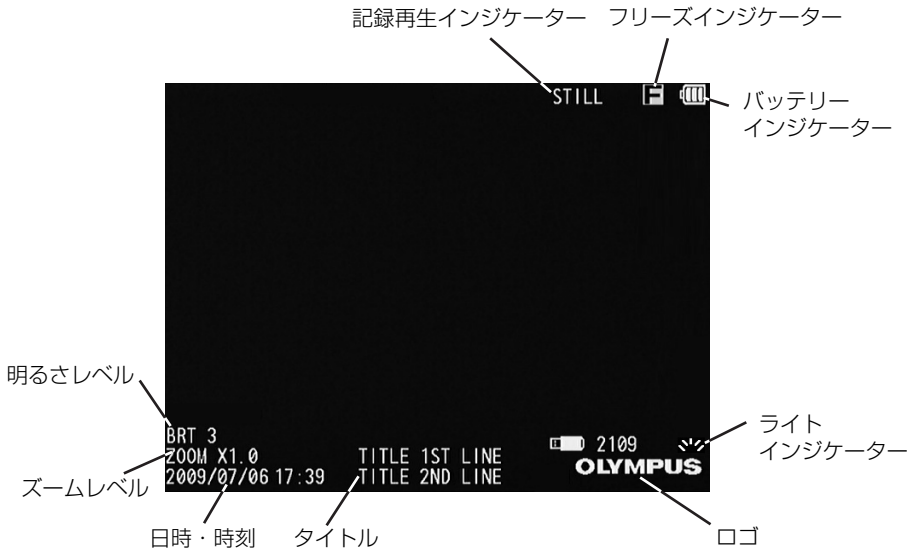 記録再生インジケーター
フリーズインジケーター
STILL
F
バッテリー
インジケーター
明るさレベル
BRT 3
ZOOM X1.0
2009/07/06 17:39
TITLE 1ST LINE
TITLE 2ND LINE
2109
OLYMPUS
ライト
インジケーター
ズームレベル
日時・時刻
タイトル
ロゴ